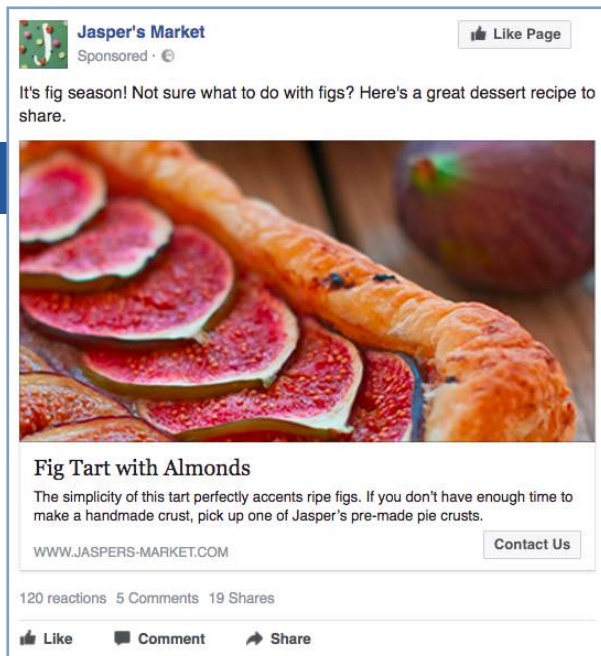 Jasper's Market
Like Page
Sponsored ·
It's fig season! Not sure what to do with figs? Here's a great dessert recipe to
share.
Fig Tart with Almonds
The simplicity of this tart perfectly accents ripe figs. If you don't have enough time to
make a handmade crust, pick up one of Jasper's pre-made pie crusts.
WWW.JASPERS-MARKET.COM
Contact Us
120 reactions 5 Comments 19 Shares
Like Comment Share